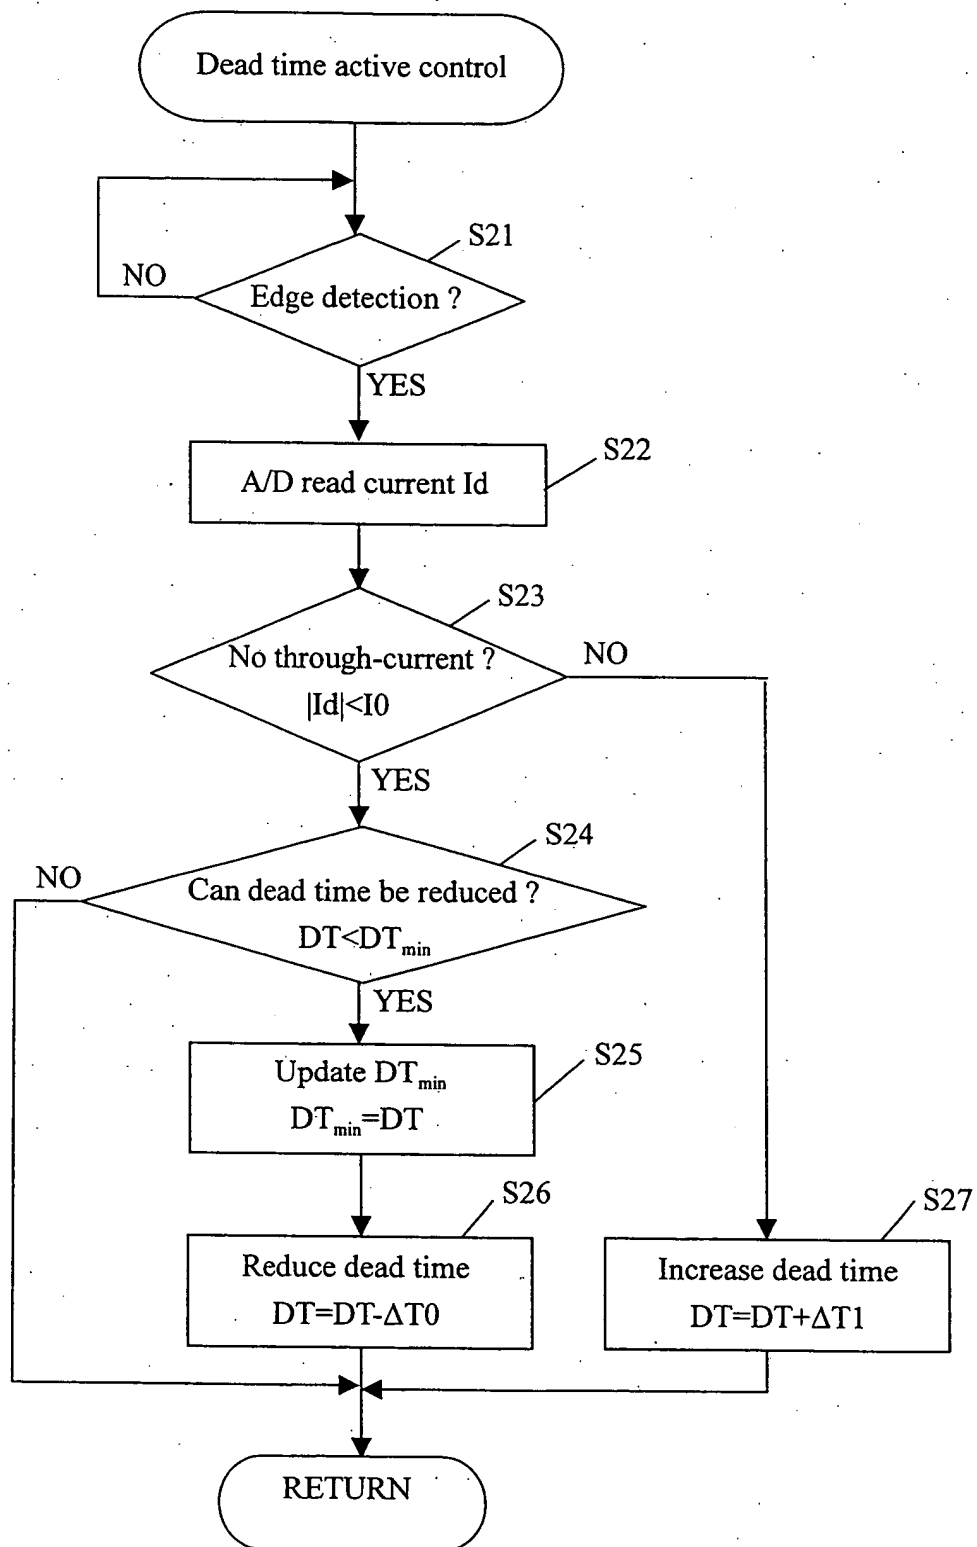 Dead time active control
S21
NO
Edge detection ?
YES
S22
A/D read current Id
S23
No through-current ?
NO
|Id|<I0
YES
S24
NO
Can dead time be reduced ?
DT<DTmin
YES
S25
Update DTmin
DTmin=DT
S26
S27
Reduce dead time
DT=DT-ΔT0
Increase dead time
DT=DT+ΔT1
RETURN